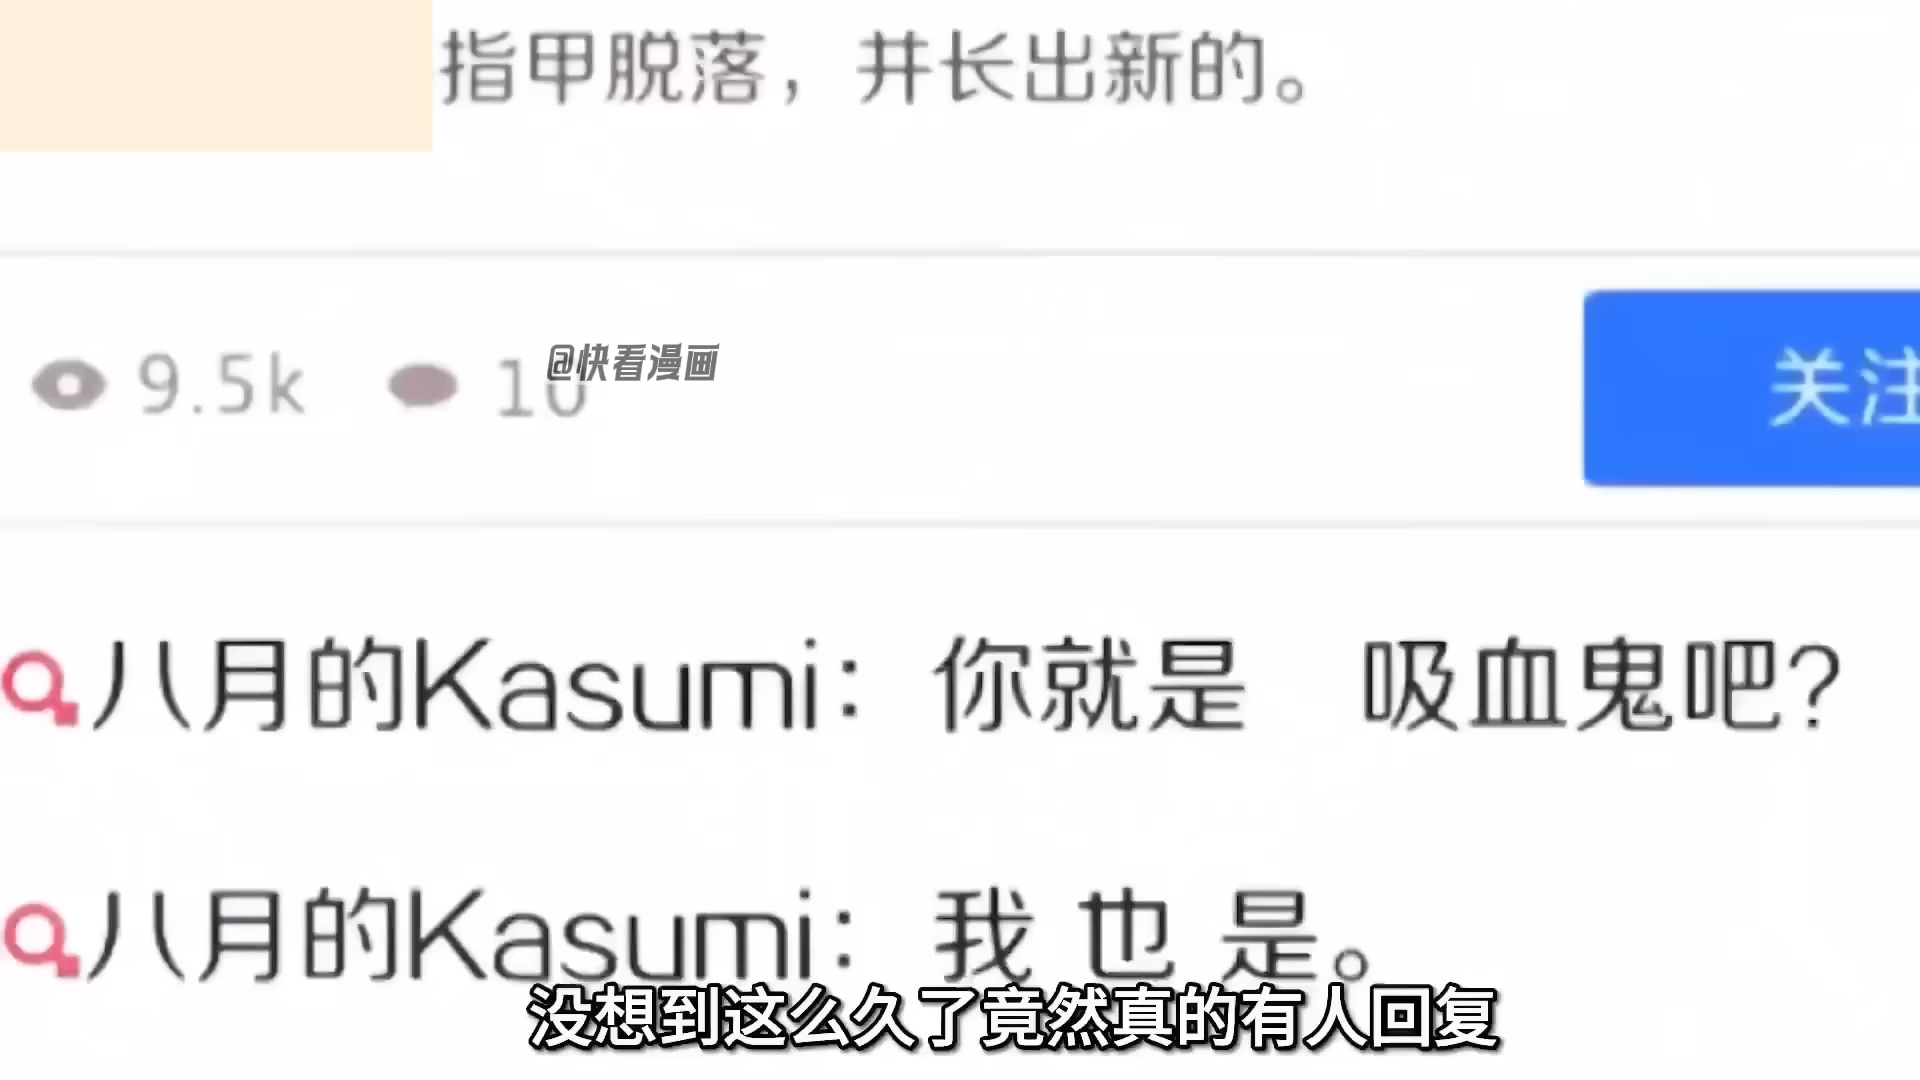 指甲脱落，并长出新的。
9.5k
@快看漫画
关注
八月的Kasumi：你就是 吸血鬼吧？
八月的Kasumi：我 也 是。
没想到这么久了竟然真的有人回复